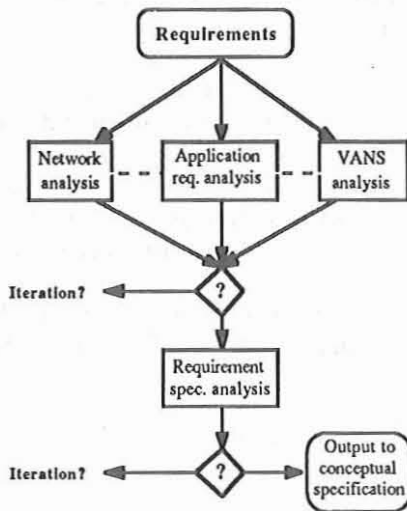 Requirements
Network
analysis
Application
req. analysis
VANS
analysis
Iteration?
?
Requirement
spec. analysis
Iteration?
?
Output to
conceptual
specification